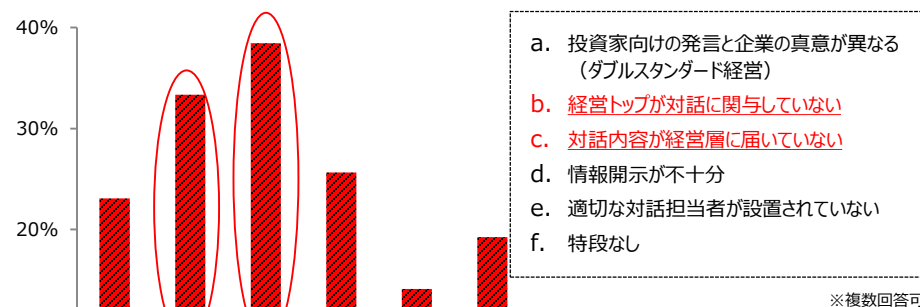 40%
30%
20%
a. 投資家向けの発言と企業の真意が異なる
（ダブルスタンダード経営）
b. 経営トップが対話に関与していない
c. 対話内容が経営層に届いていない
d. 情報開示が不十分
e. 適切な対話担当者が設置されていない
f. 特段なし
※複数回答可